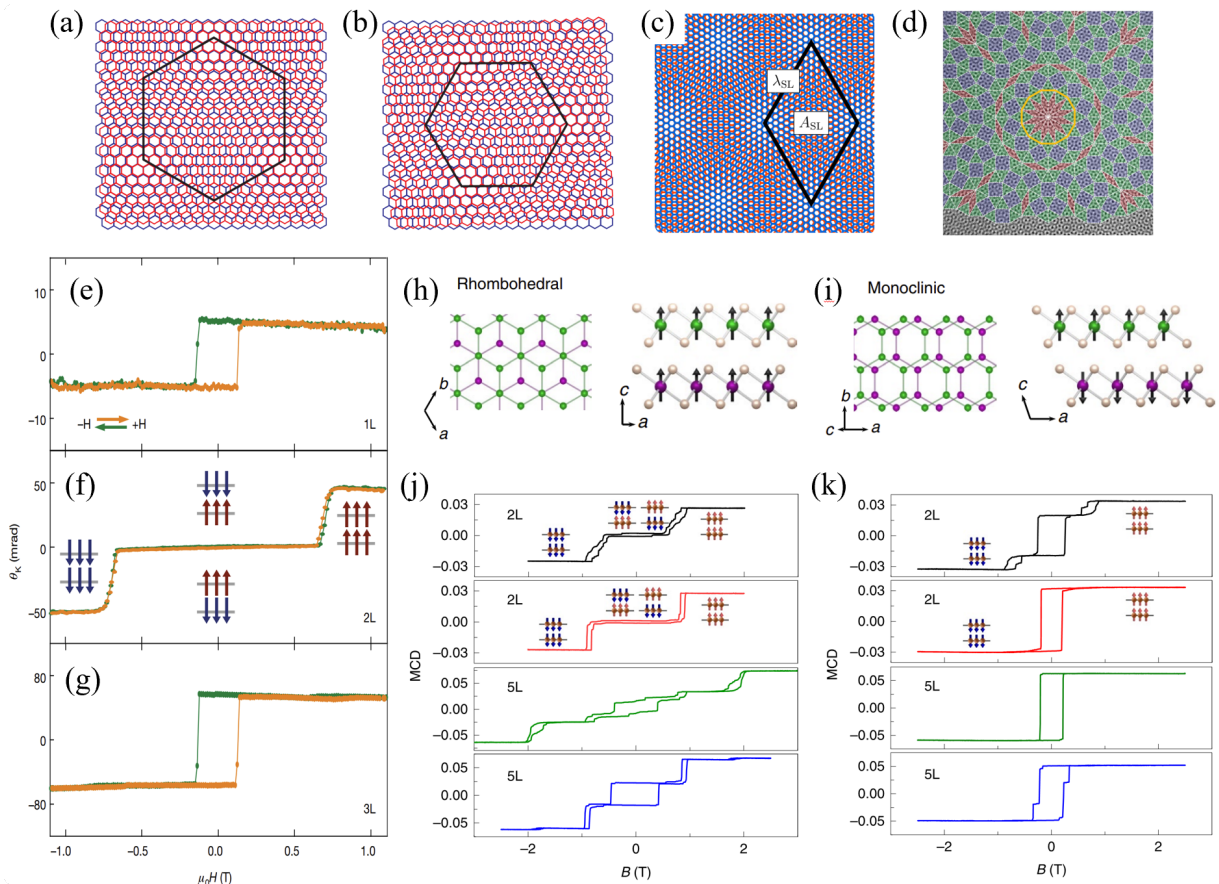 (a)
(b)
(c)
(d)
λSL
ASL
(e)
10
0
−10
−H
+H
1L
(f)
50
0
−50
θK (mrad)
2L
(g)
80
0
−80
3L
−1.0
−0.5
0.0
0.5
1.0
μ0H (T)
(h)
Rhombohedral
b
a
c
a
(i)
Monoclinic
b
c
a
c
a
(j)
2L
0.03
0.00
−0.03
2L
0.03
0.00
−0.03
MCD
5L
0.05
0.00
−0.05
5L
0.05
0.00
−0.05
−2
0
2
B (T)
(k)
2L
0.03
0.00
−0.03
2L
0.03
0.00
−0.03
MCD
5L
0.05
0.00
−0.05
5L
0.05
0.00
−0.05
−2
0
2
B (T)